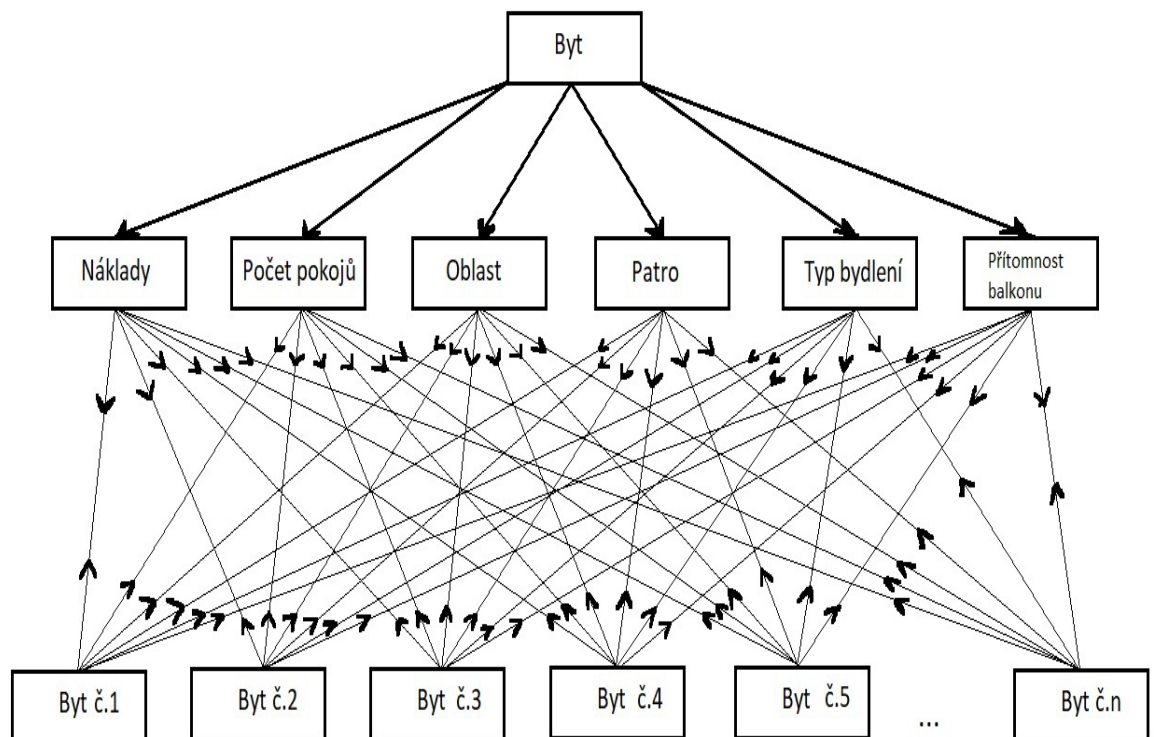 Byt
Náklady
Počet pokojů
Oblast
Patro
Typ bydlení
Přítomnost
balkonu
Byt č.1
Byt č.2
Byt č.3
Byt č.4
Byt č.5
...
Byt č.n